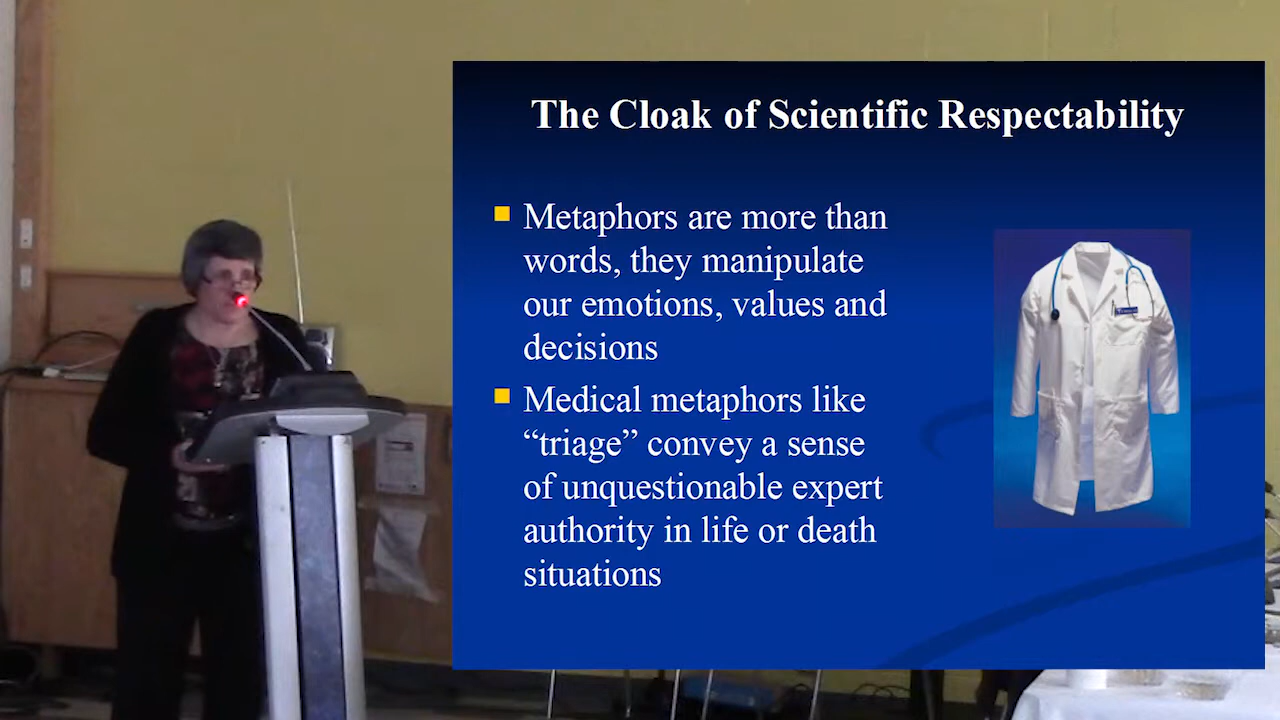 The Cloak of Scientific Respectability
Metaphors are more than
words, they manipulate
our emotions, values and
decisions
Medical metaphors like
“triage” convey a sense
of unquestionable expert
authority in life or death
situations